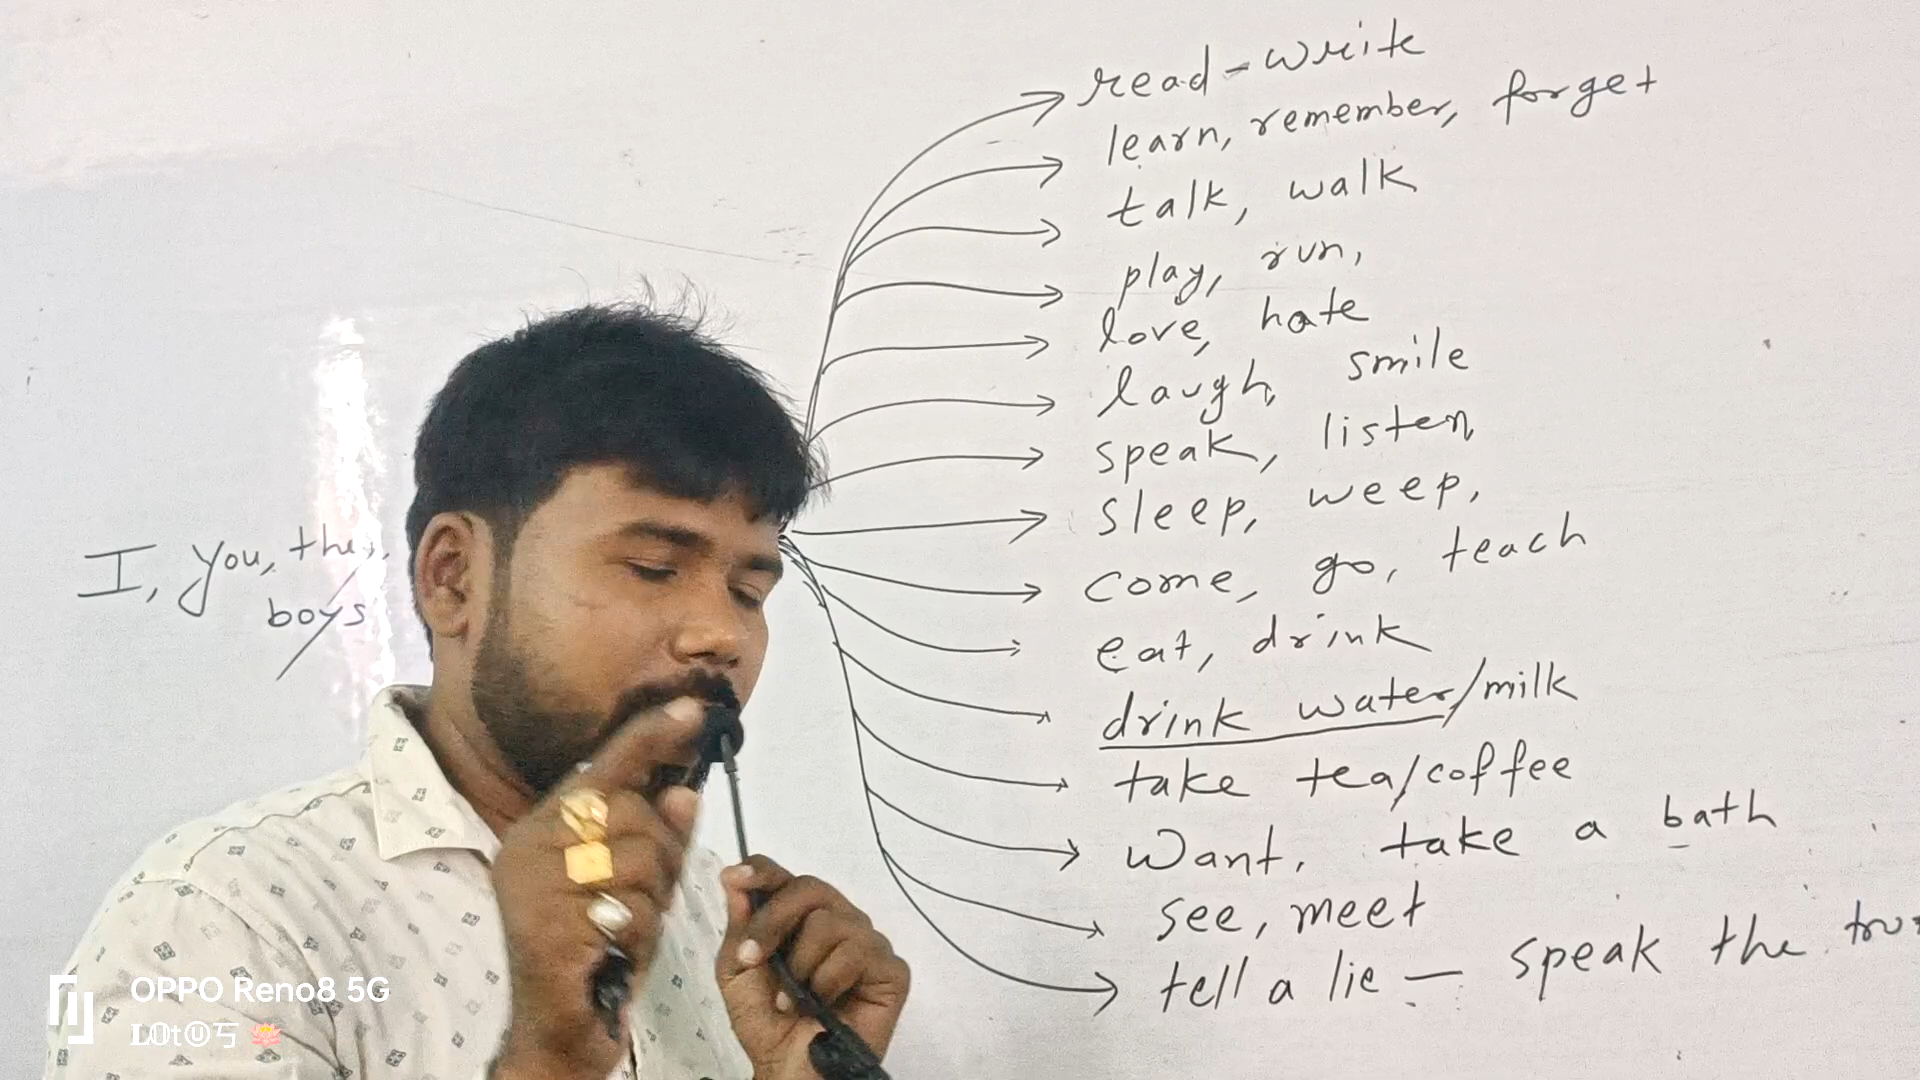 read - write
learn, remember, forget
talk, walk
play, run,
love, hate
laugh, smile
speak, listen
sleep, weep,
come, go, teach
I, you,
boys
eat, drink
drink water/milk
take tea/coffee
want, take a bath
see, meet
tell a lie — speak the
OPPO Reno8 5G